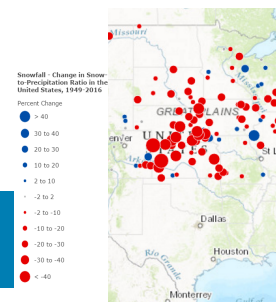 Snowfall - Change in Snow-
to-Precipitation Ratio in the
United States, 1949-2016
Percent Change
> 40
30 to 40
20 to 30
10 to 20
2 to 10
-2 to 2
-2 to -10
-10 to -20
-20 to -30
-30 to -40
< -40
Missouri
GREAT PLAINS
enver
UN
St L
Dallas
Rio Grande
Houston
Monterrey